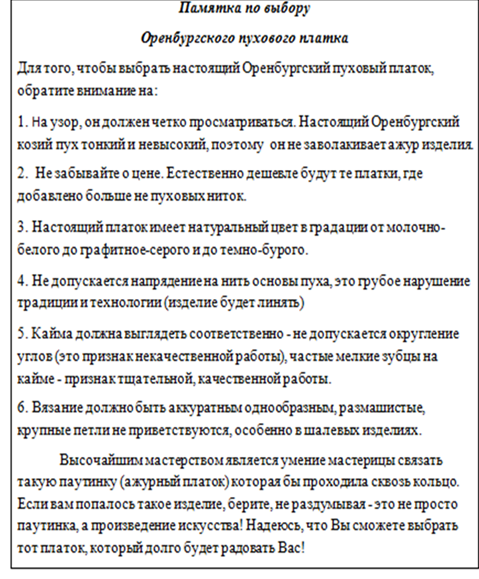 Памятка по выбору
Оренбургского пухового платка
Для того, чтобы выбрать настоящий Оренбургский пуховый платок,
обратите внимание на:
1. На узор, он должен четко просматриваться. Настоящий Оренбургский
козий пух тонкий и невысокий, поэтому он не заволакивает ажур изделия.
2. Не забывайте о цене. Естественно дешевле будут те платки, где
добавлено больше не пуховых ниток.
3. Настоящий платок имеет натуральный цвет в градации от молочно-
белого до графитное-серого и до темно-бурого.
4. Не допускается напрядение на нить основы пуха, это грубое нарушение
традиции и технологии (изделие будет линять)
5. Кайма должна выглядеть соответственно - не допускается округление
углов (это признак некачественной работы), частые мелкие зубцы на
кайме - признак тщательной, качественной работы.
6. Вязание должно быть аккуратным однообразным, размашистые,
крупные петли не приветствуются, особенно в шалевых изделиях.
Высочайшим мастерством является умение мастерицы связать
такую паутинку (ажурный платок) которая бы проходила сквозь кольцо.
Если вам попалось такое изделие, берите, не раздумывая - это не просто
паутинка, а произведение искусства! Надеюсь, что Вы сможете выбрать
тот платок, который долго будет радовать Вас!